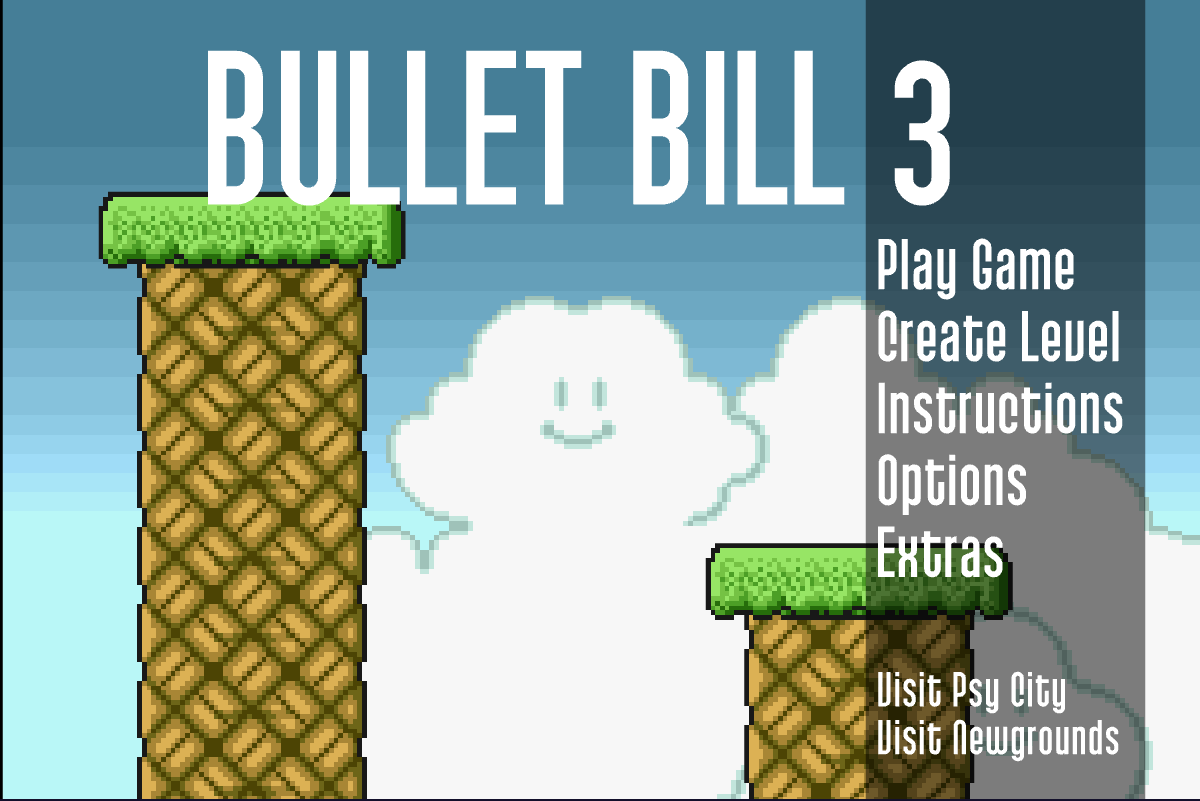 BULLET BILL 3
Play Game
Create Level
Instructions
Options
Extras
Visit Psy City
Visit Newgrounds